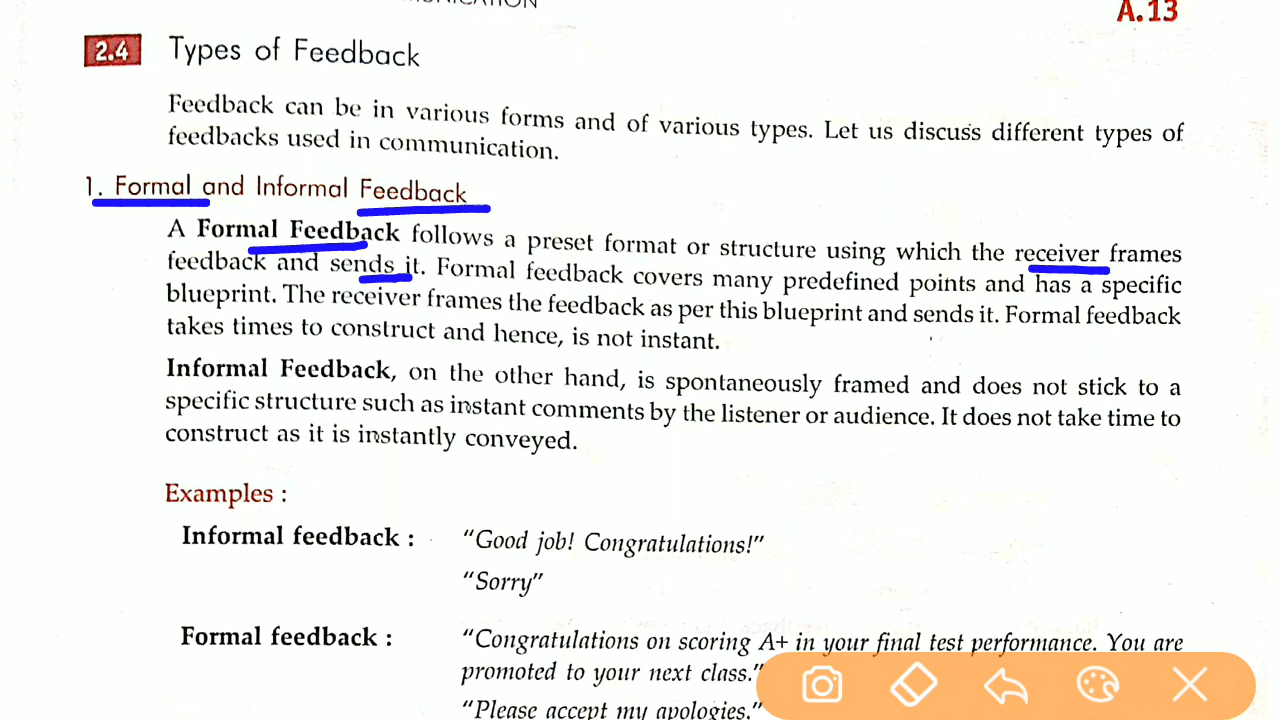 A.13
2.4 Types of Feedback
Feedback can be in various forms and of various types. Let us discuss different types of
feedbacks used in communication.
1. Formal and Informal Feedback
A Formal Feedback follows a preset format or structure using which the receiver frames
feedback and sends it. Formal feedback covers many predefined points and has a specific
blueprint. The receiver frames the feedback as per this blueprint and sends it. Formal feedback
takes times to construct and hence, is not instant.
Informal Feedback, on the other hand, is spontaneously framed and does not stick to a
specific structure such as instant comments by the listener or audience. It does not take time to
construct as it is instantly conveyed.
Examples :
Informal feedback : "Good job! Congratulations!"
"Sorry"
Formal feedback : "Congratulations on scoring A+ in your final test performance. You are
promoted to your next class."
"Please accept my apologies."